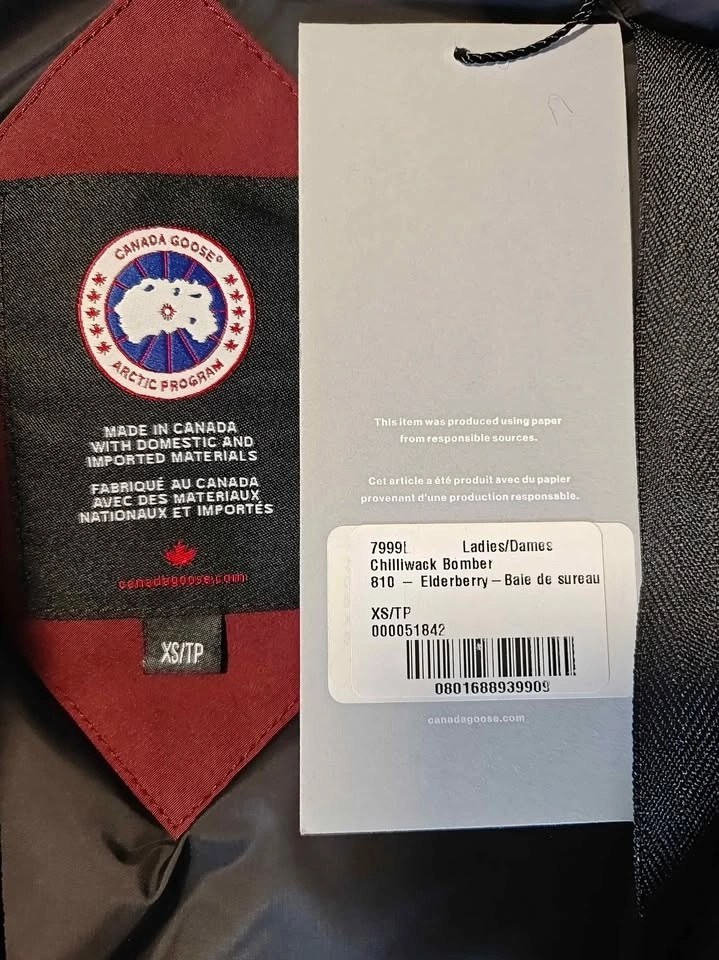 CANADA GOOSE®
ARCTIC PROGRAM
MADE IN CANADA
WITH DOMESTIC AND
IMPORTED MATERIALS
FABRIQUÉ AU CANADA
AVEC DES MATERIAUX
NATIONAUX ET IMPORTÉS
canadagoose.com
XS/TP
This item was produced using paper
from responsible sources.
Cet article a été produit avec du papier
provenant d'une production responsable.
7999L Ladies/Dames
Chilliwack Bomber
810 – Elderberry – Baie de sureau
XS/TP
000051842
0801688939909
canadagoose.com